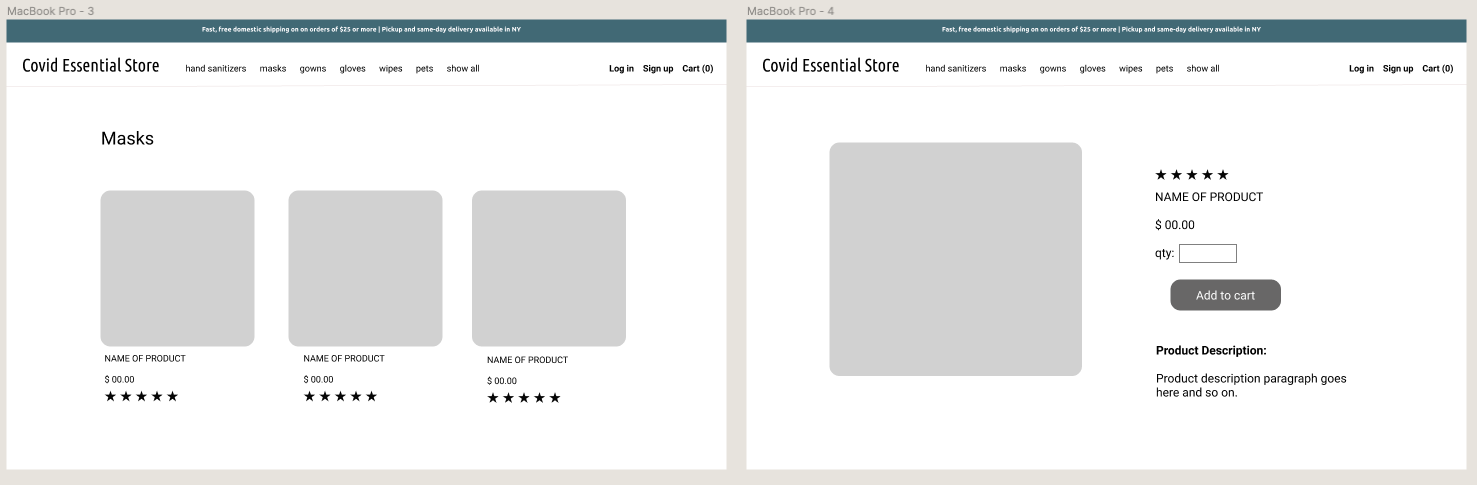 MacBook Pro - 3
Fast, free domestic shipping on on orders of $25 or more | Pickup and same-day delivery available in NY
Covid Essential Store hand sanitizers masks gowns gloves wipes pets show all Log in Sign up Cart (0)
Masks
NAME OF PRODUCT NAME OF PRODUCT NAME OF PRODUCT
$ 00.00 $ 00.00 $ 00.00
★ ★ ★ ★ ★ ★ ★ ★ ★ ★ ★ ★ ★ ★ ★
MacBook Pro - 4
Fast, free domestic shipping on on orders of $25 or more | Pickup and same-day delivery available in NY
Covid Essential Store hand sanitizers masks gowns gloves wipes pets show all Log in Sign up Cart (0)
★ ★ ★ ★ ★
NAME OF PRODUCT
$ 00.00
qty:
Add to cart
Product Description:
Product description paragraph goes
here and so on.